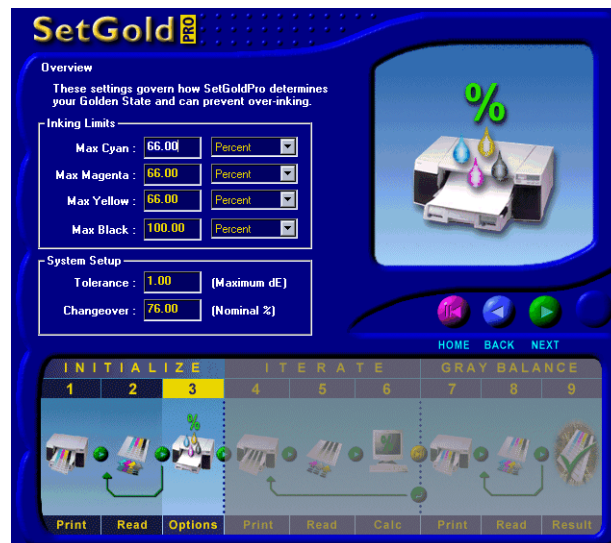 SetGold PRO
Overview
These settings govern how SetGoldPro determines
your Golden State and can prevent over-inking.
Inking Limits
Max Cyan : 66.00 Percent
Max Magenta : 66.00 Percent
Max Yellow : 66.00 Percent
Max Black : 100.00 Percent
System Setup
Tolerance : 1.00 (Maximum dE)
Changeover : 76.00 (Nominal %)
%
HOME BACK NEXT
INITIALIZE ITERATE GRAY BALANCE
1 2 3 4 5 6 7 8 9
%
Print Read Options Print Read Calc Print Read Result